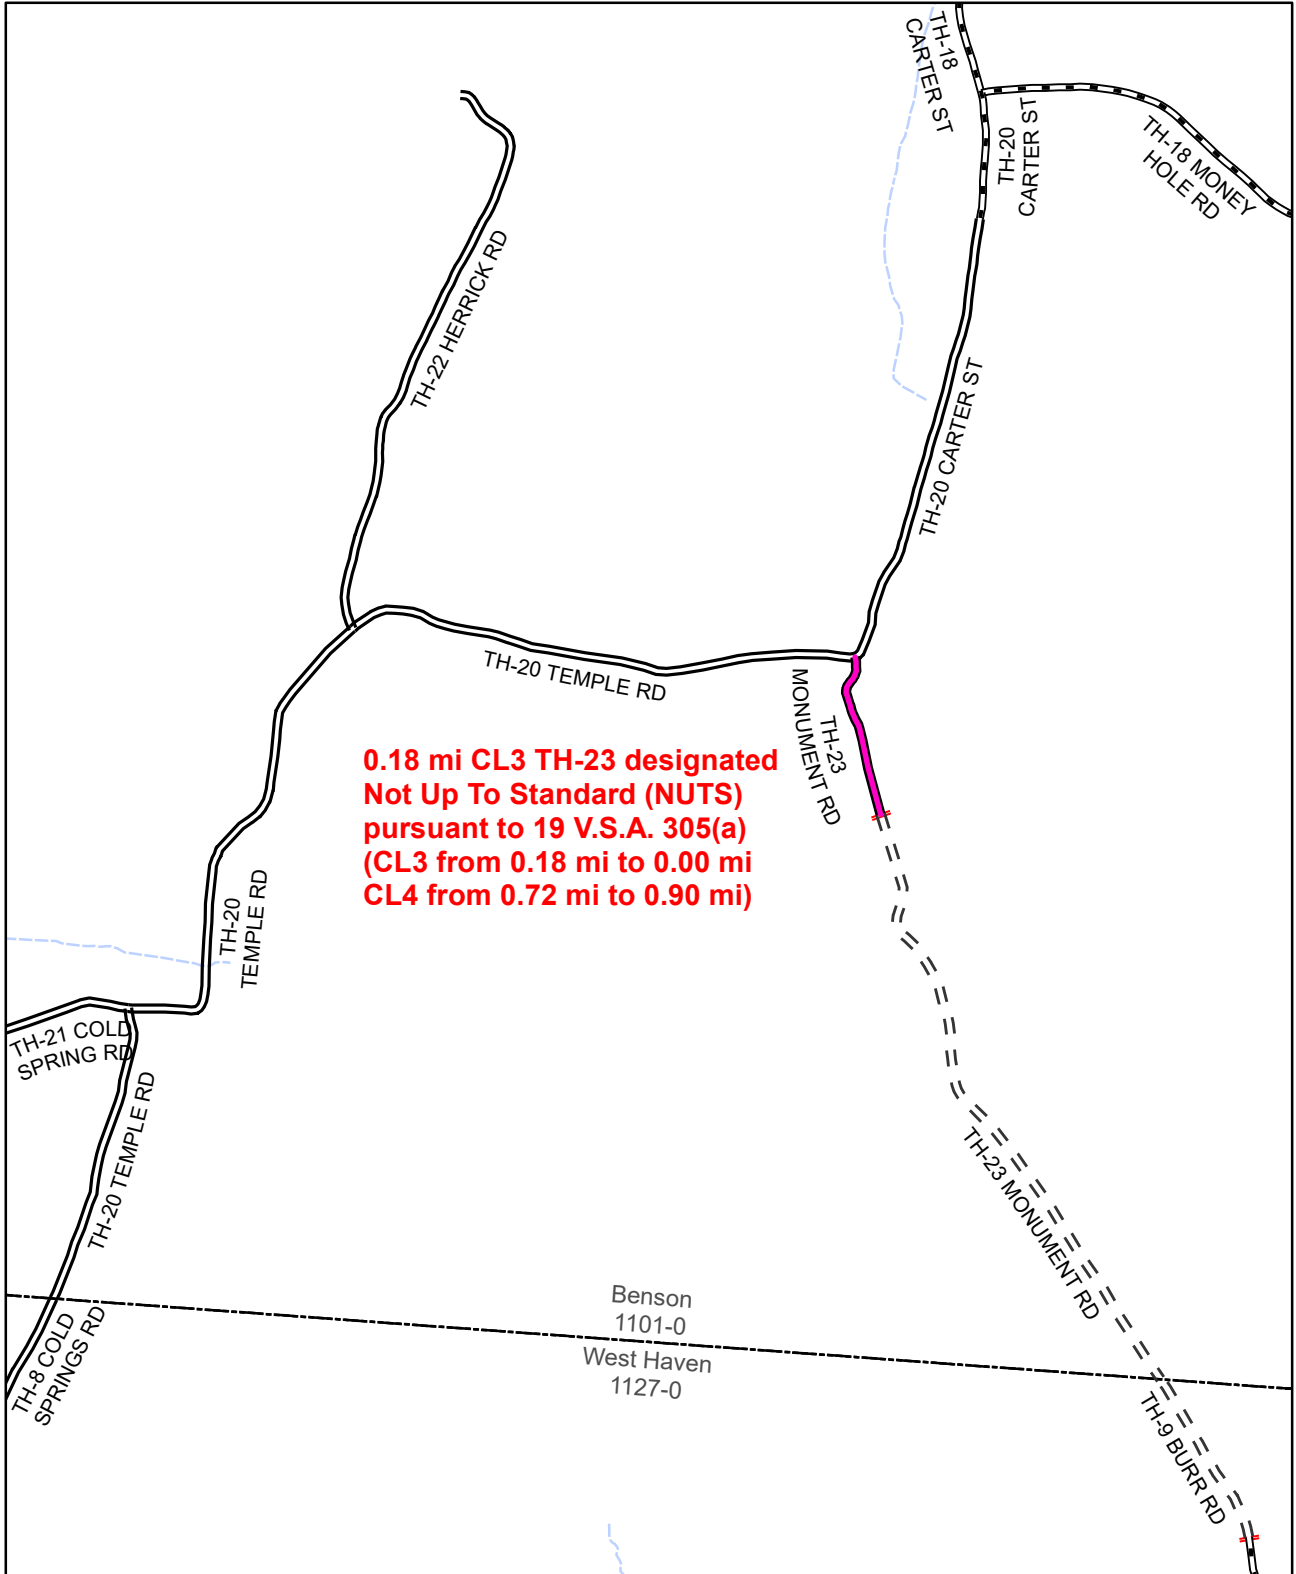 TH-18
CARTER ST
TH-20
CARTER ST
TH-18 MONEY
HOLE RD
TH-22 HERRICK RD
TH-20 CARTER ST
TH-20 TEMPLE RD
TH-23
MONUMENT RD
0.18 mi CL3 TH-23 designated
Not Up To Standard (NUTS)
pursuant to 19 V.S.A. 305(a)
(CL3 from 0.18 mi to 0.00 mi
CL4 from 0.72 mi to 0.90 mi)
TH-20
TEMPLE RD
TH-21 COLD
SPRING RD
TH-20 TEMPLE RD
TH-23 MONUMENT RD
Benson
1101-0
West Haven
1127-0
TH-8 COLD
SPRINGS RD
TH-9 BURR RD